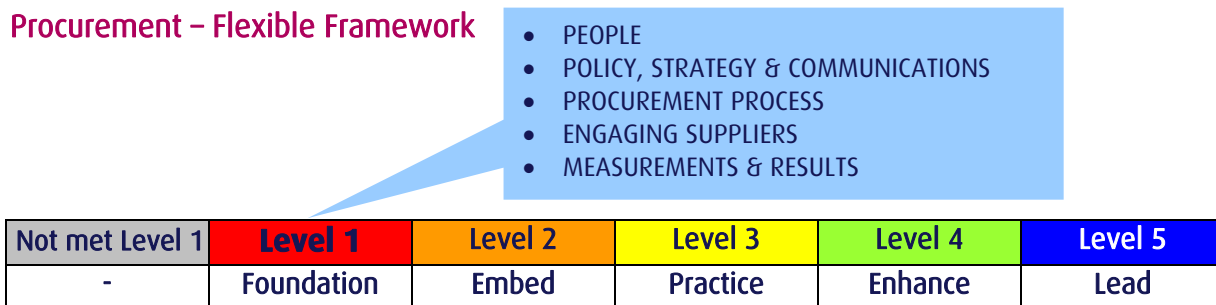 Procurement – Flexible Framework
• PEOPLE
• POLICY, STRATEGY & COMMUNICATIONS
• PROCUREMENT PROCESS
• ENGAGING SUPPLIERS
• MEASUREMENTS & RESULTS
Not met Level 1 Level 1 Level 2 Level 3 Level 4 Level 5
- Foundation Embed Practice Enhance Lead